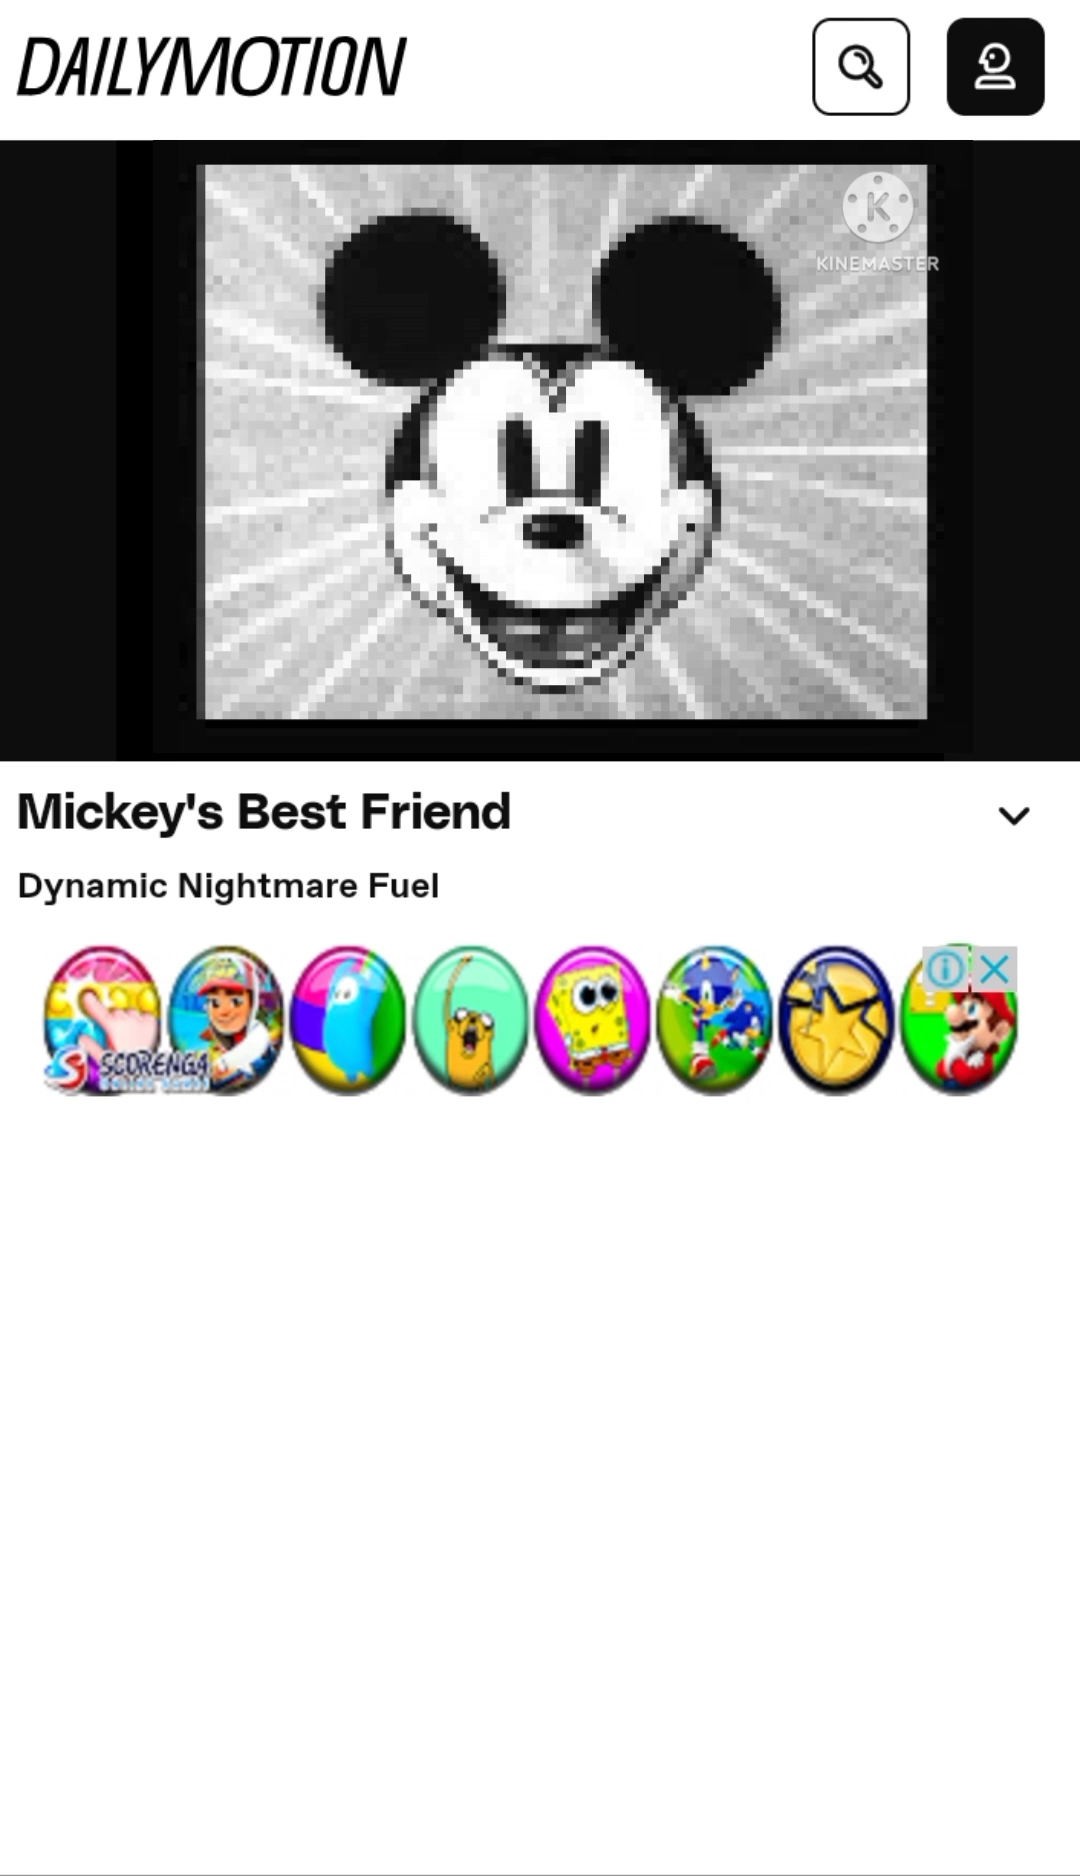 DAILYMOTION
K
KINEMASTER
Mickey's Best Friend
Dynamic Nightmare Fuel
SCORENGA